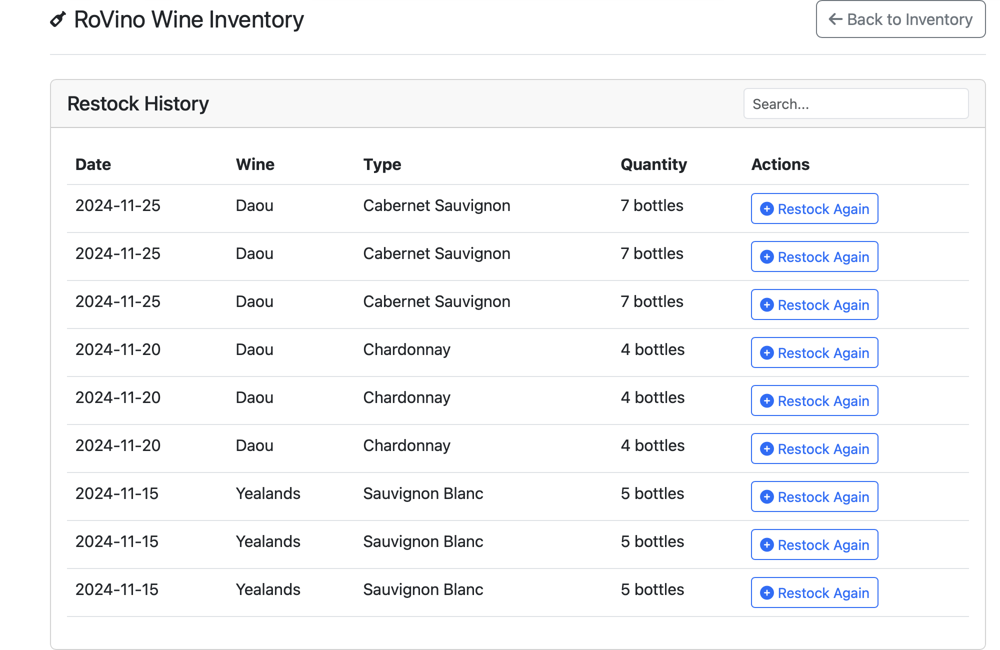 RoVino Wine Inventory
Back to Inventory
Restock History
Search...
Date Wine Type Quantity Actions
2024-11-25 Daou Cabernet Sauvignon 7 bottles Restock Again
2024-11-25 Daou Cabernet Sauvignon 7 bottles Restock Again
2024-11-25 Daou Cabernet Sauvignon 7 bottles Restock Again
2024-11-20 Daou Chardonnay 4 bottles Restock Again
2024-11-20 Daou Chardonnay 4 bottles Restock Again
2024-11-20 Daou Chardonnay 4 bottles Restock Again
2024-11-15 Yealands Sauvignon Blanc 5 bottles Restock Again
2024-11-15 Yealands Sauvignon Blanc 5 bottles Restock Again
2024-11-15 Yealands Sauvignon Blanc 5 bottles Restock Again